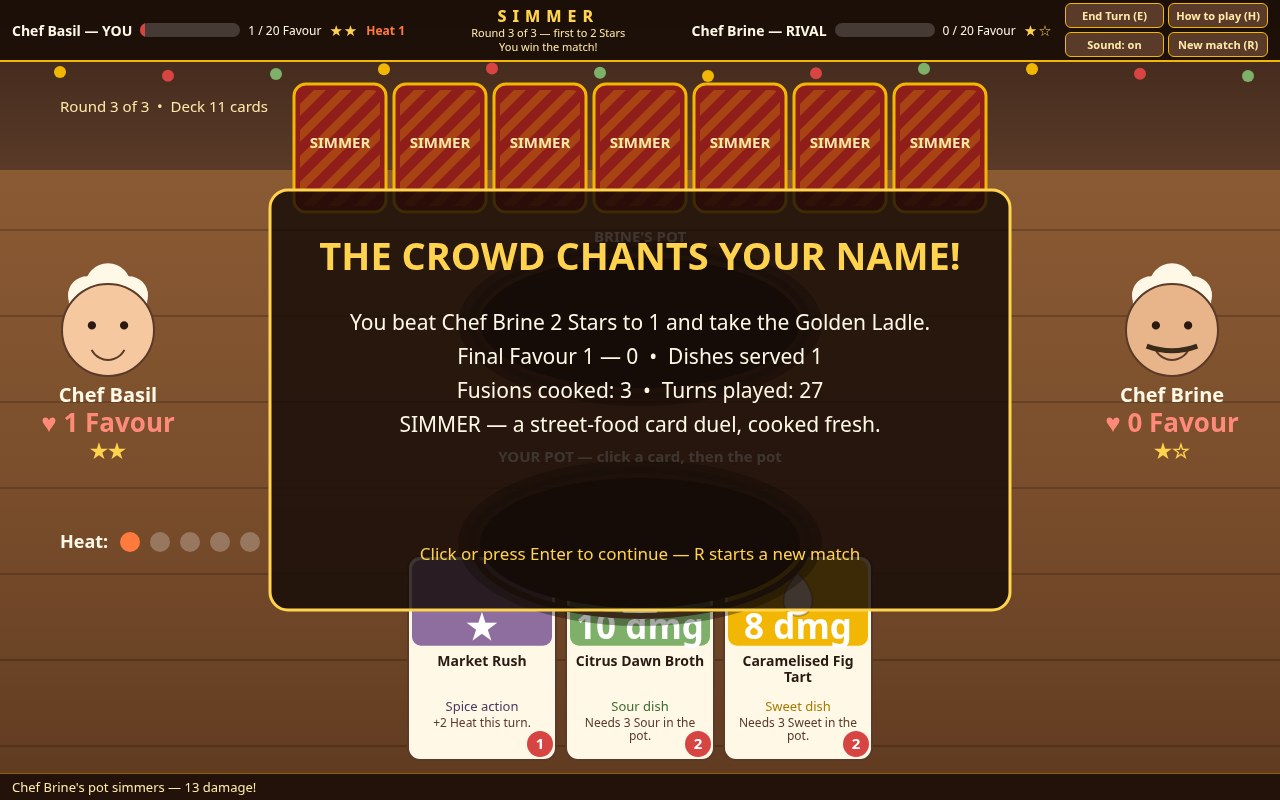 Chef Basil — YOU
1 / 20 Favour ★★ Heat 1
SIMMER
Round 3 of 3 — first to 2 Stars
You win the match!
Chef Brine — RIVAL
0 / 20 Favour ★☆
End Turn (E)
How to play (H)
Sound: on
New match (R)
Round 3 of 3 • Deck 11 cards
SIMMER
SIMMER
SIMMER
SIMMER
SIMMER
SIMMER
SIMMER
BRINE'S POT
THE CROWD CHANTS YOUR NAME!
You beat Chef Brine 2 Stars to 1 and take the Golden Ladle.
Final Favour 1 — 0 • Dishes served 1
Fusions cooked: 3 • Turns played: 27
SIMMER — a street-food card duel, cooked fresh.
YOUR POT — click a card, then the pot
Click or press Enter to continue — R starts a new match
Chef Basil
♥ 1 Favour
★★
Chef Brine
♥ 0 Favour
★☆
Heat:
★
Market Rush
Spice action
+2 Heat this turn.
1
10 dmg
Citrus Dawn Broth
Sour dish
Needs 3 Sour in the
pot.
2
8 dmg
Caramelised Fig
Tart
Sweet dish
Needs 3 Sweet in the
pot.
2
Chef Brine's pot simmers — 13 damage!